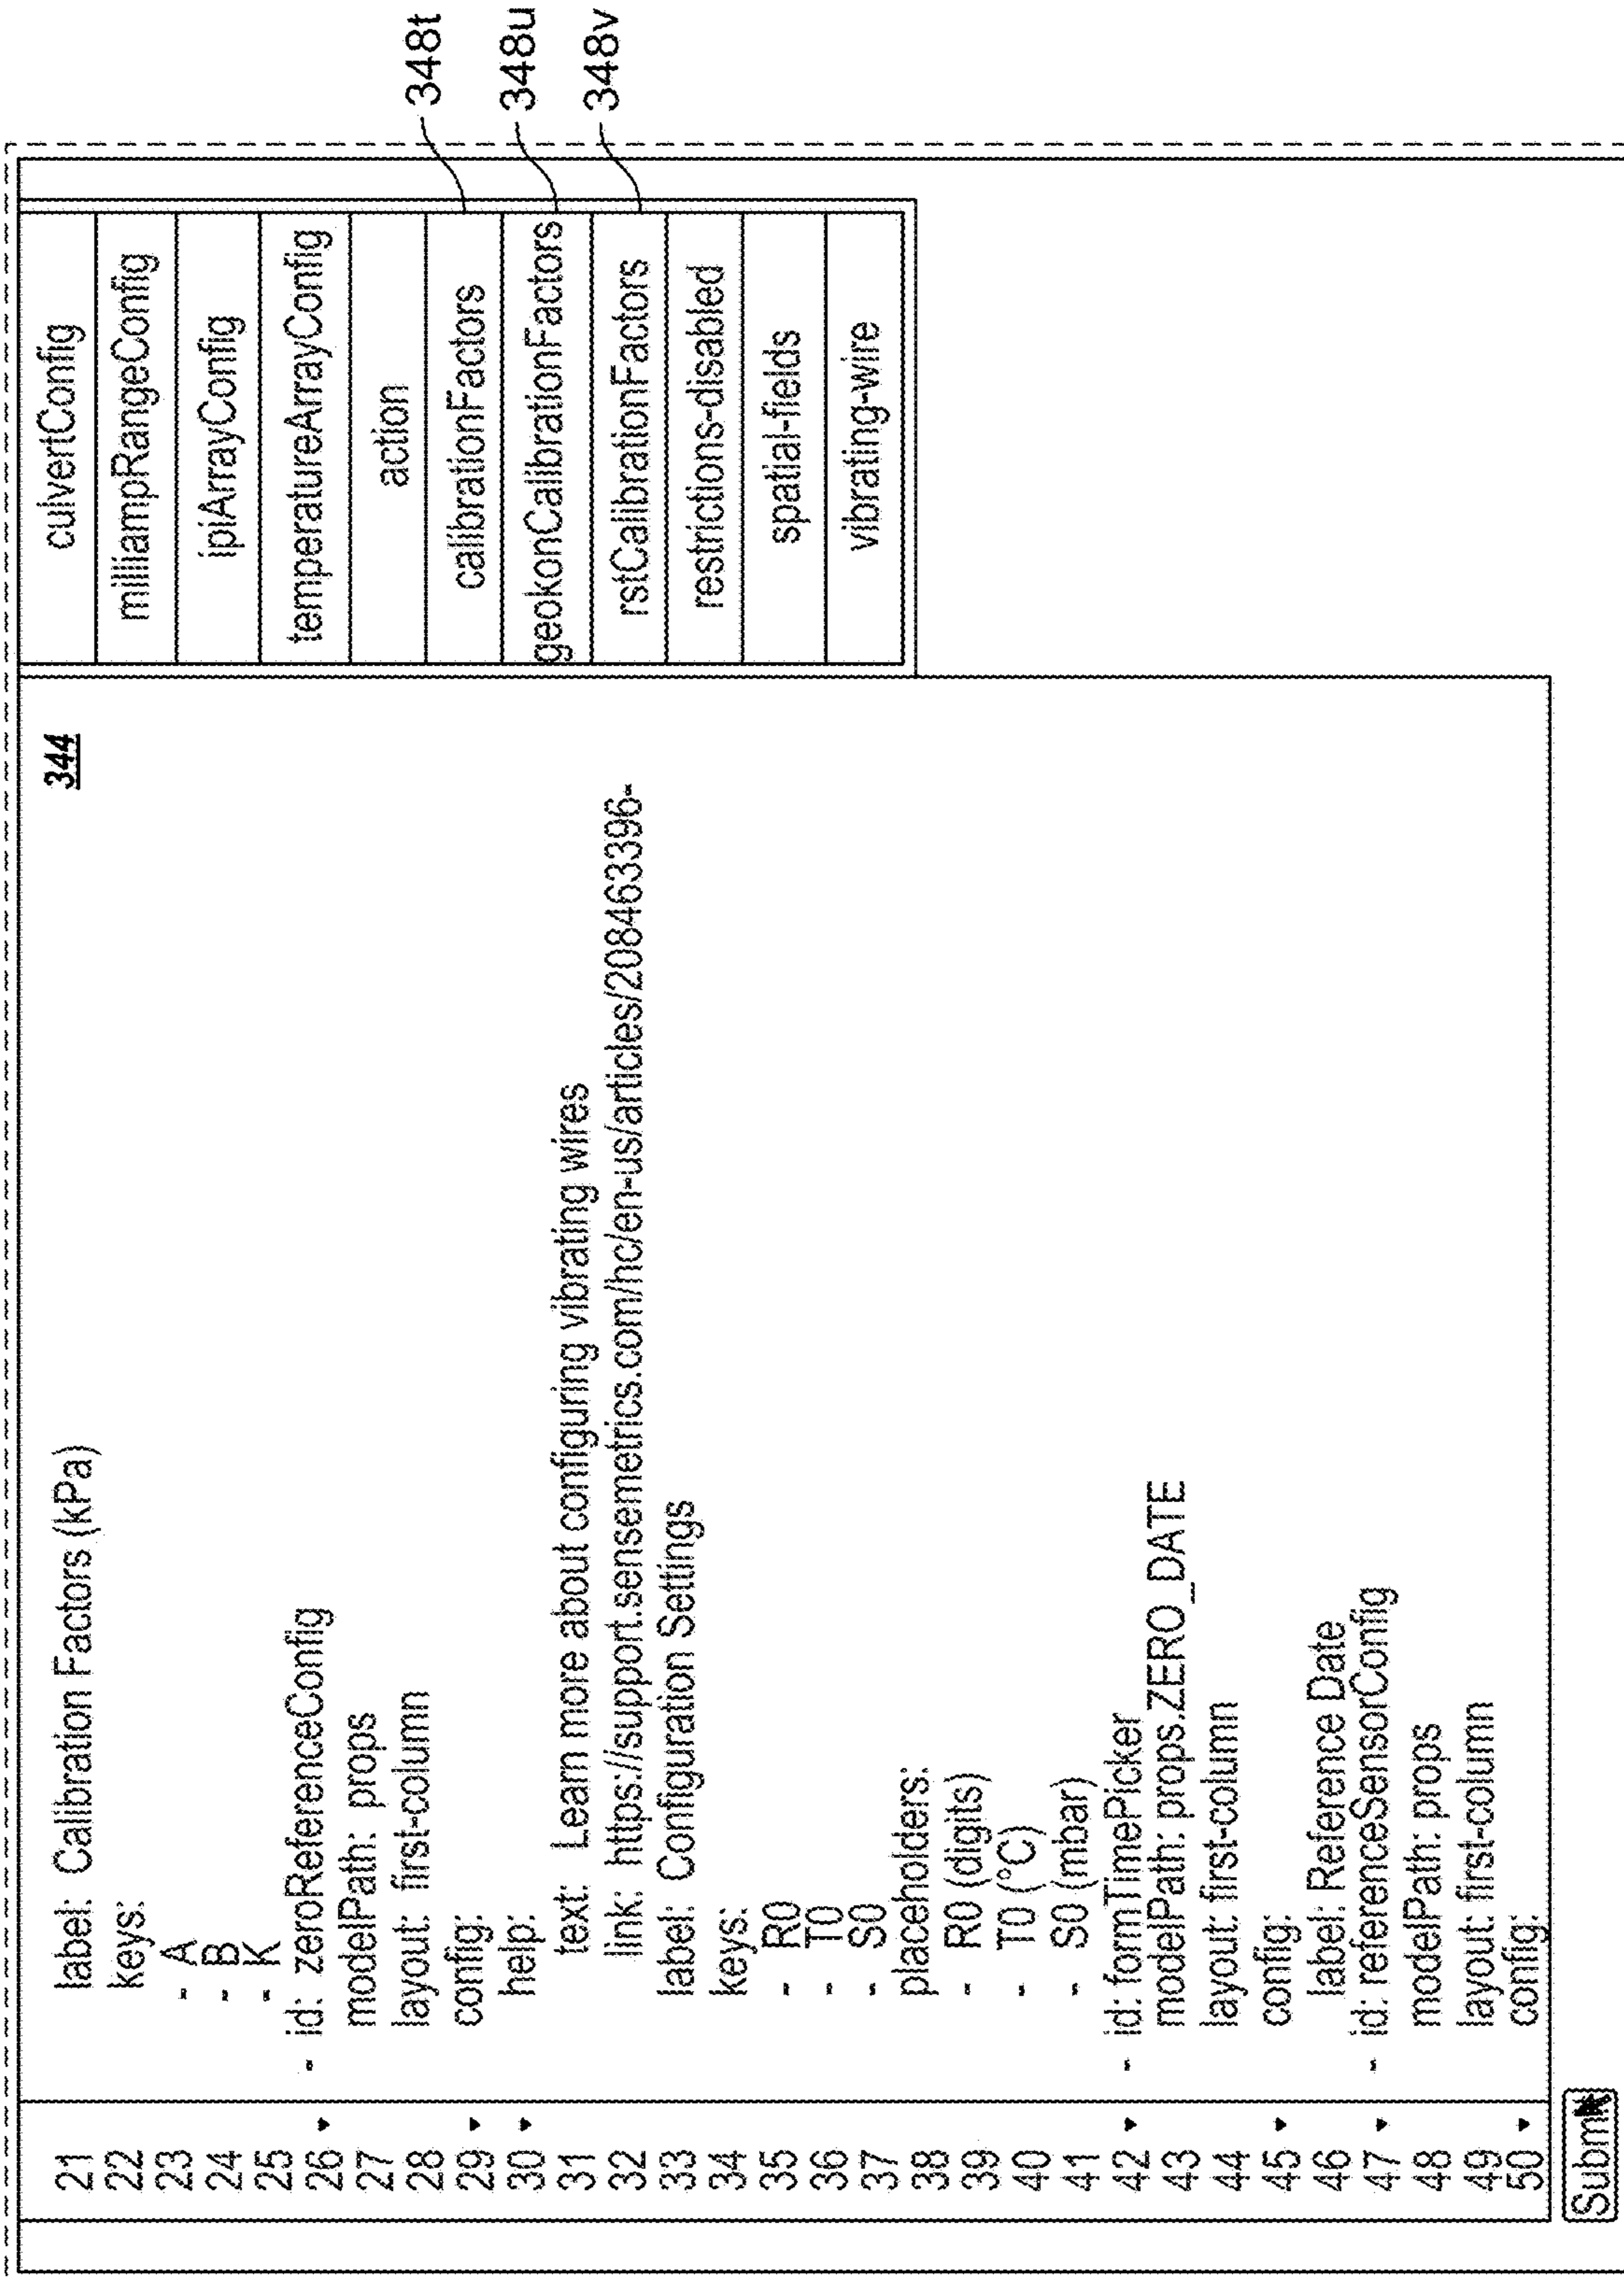 344
21 label: Calibration Factors (kPa)
22 keys:
23 - A
24 - B
25 - K
26 - id: zeroReferenceConfig
27 modelPath: props
28 layout: first-column
29 config:
30 help:
31 text: Learn more about configuring vibrating wires
32 link: https://support.sensemetrics.com/hc/en-us/articles/208463396-
33 label: Configuration Settings
34 keys:
35 - R0
36 - T0
37 - S0
38 placeholders:
39 - R0 (digits)
40 - T0 (°C)
41 - S0 (mbar)
42 - id: formTimePicker
43 modelPath: props.ZERO_DATE
44 layout: first-column
45 config:
46 label: Reference Date
47 - id: referenceSensorConfig
48 modelPath: props
49 layout: first-column
50 config:
culvertConfig
milliampRangeConfig
ipiArrayConfig
temperatureArrayConfig
action
calibrationFactors
geokonCalibrationFactors
rstCalibrationFactors
restrictions-disabled
spatial-fields
vibrating-wire
348t
348u
348v
Submit